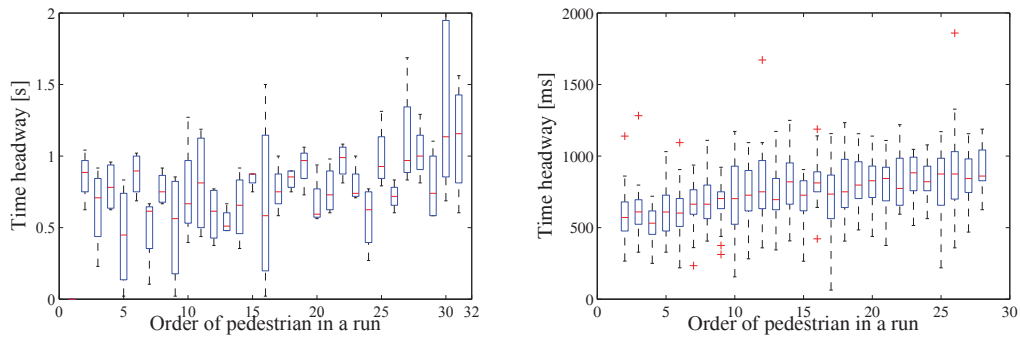 2
1.5
1
0.5
0
0 5 10 15 20 25 30 32
Time headway [s]
Order of pedestrian in a run
2000
1500
1000
500
0
0 5 10 15 20 25 30
Time headway [ms]
Order of pedestrian in a run